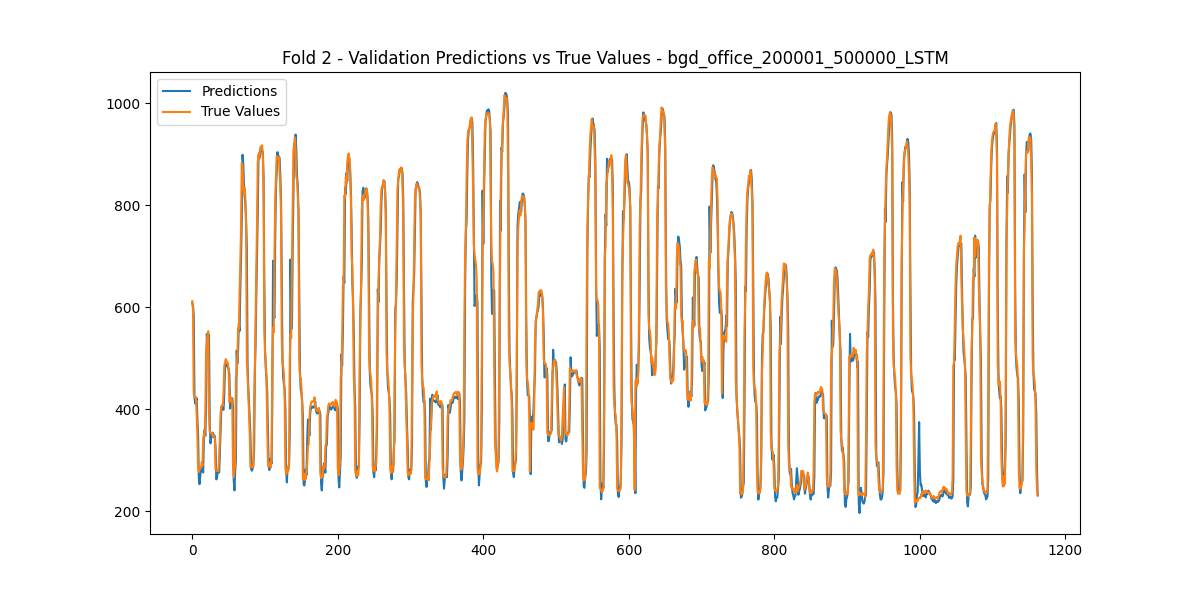 Fold 2 - Validation Predictions vs True Values - bgd_office_200001_500000_LSTM
Predictions
True Values
1000
800
600
400
200
0 200 400 600 800 1000 1200